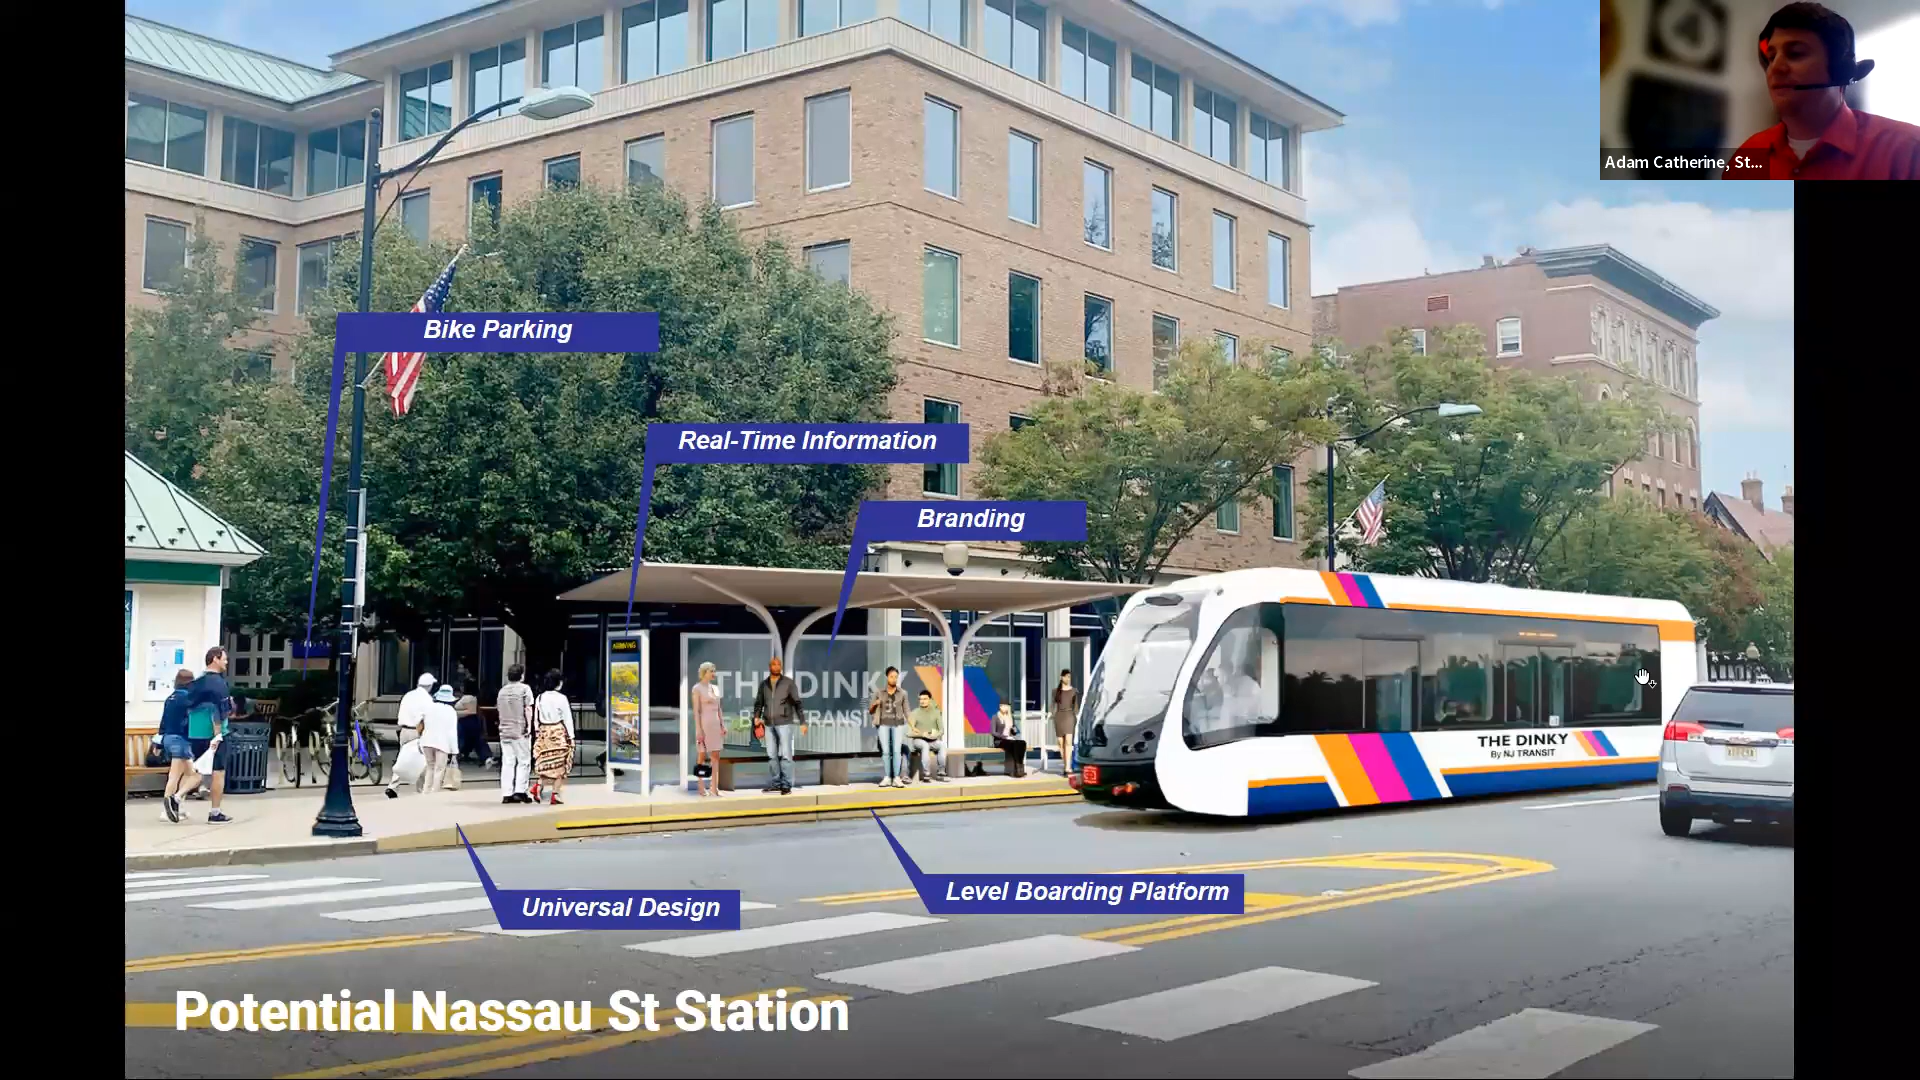 Adam Catherine, St...
Bike Parking
Real-Time Information
Branding
THE DINKY
THE DINKY
By NJ TRANSIT
Universal Design
Level Boarding Platform
Potential Nassau St Station